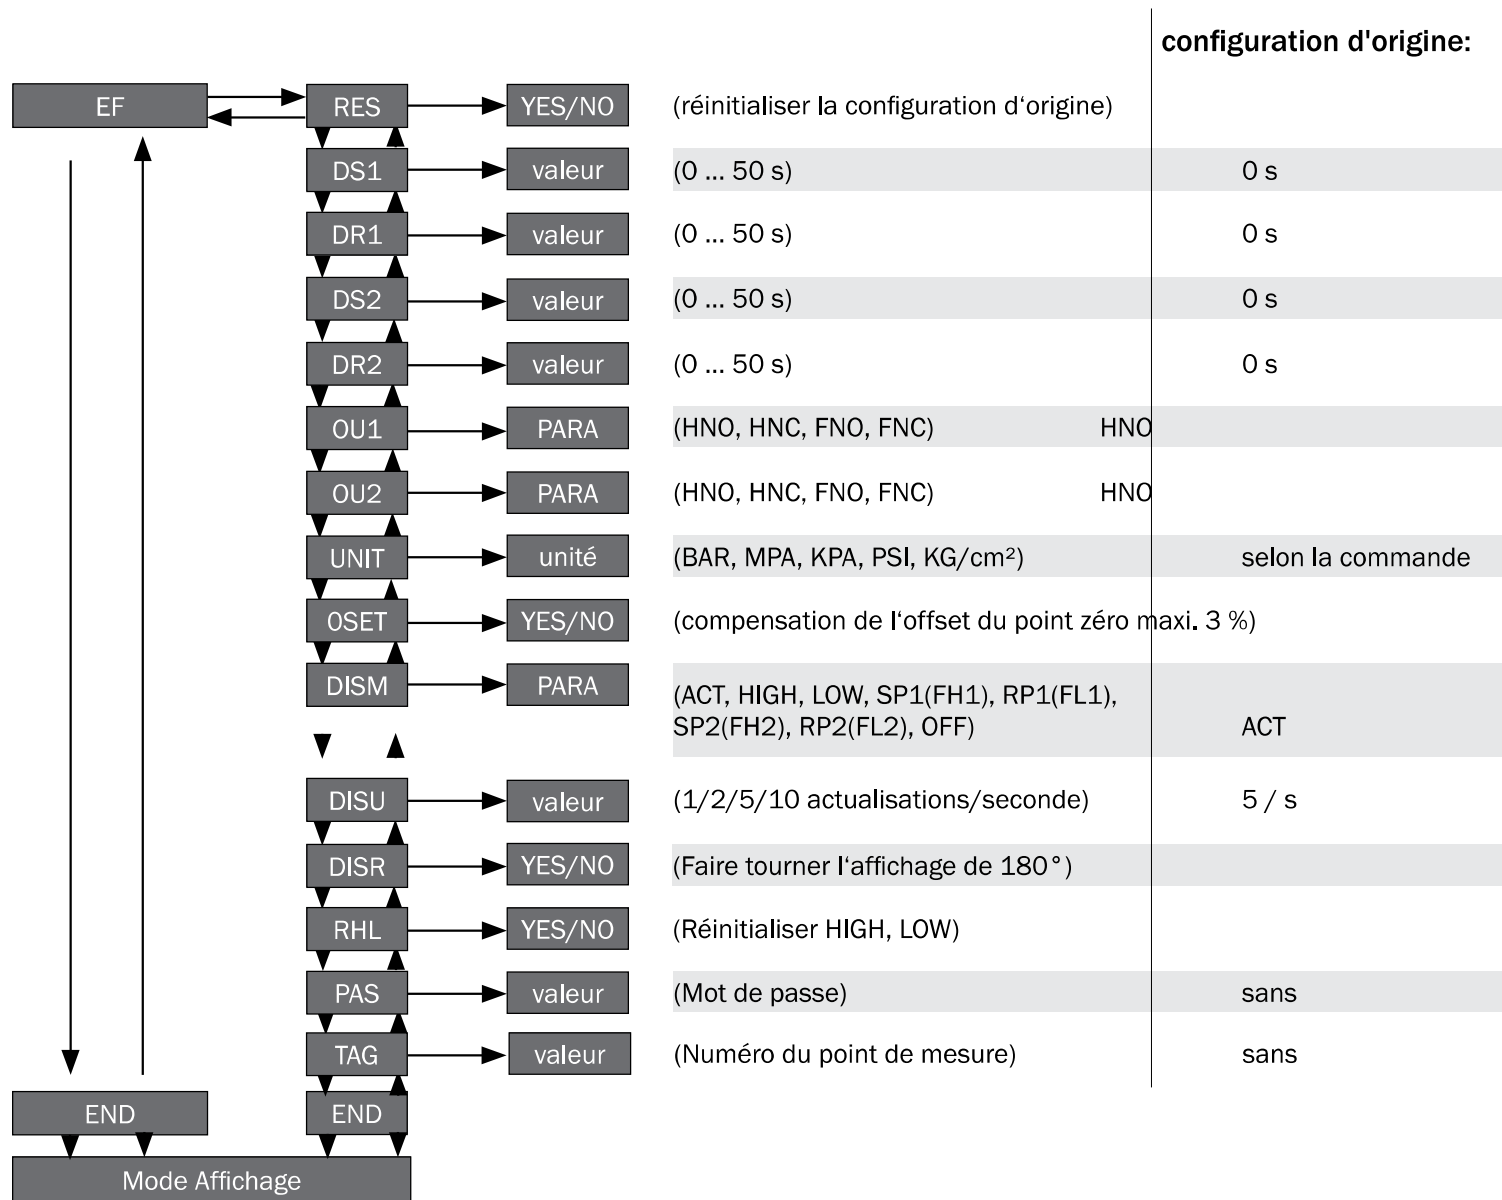 configuration d'origine:
EF RES YES/NO (réinitialiser la configuration d‘origine)
DS1 valeur (0 ... 50 s) 0 s
DR1 valeur (0 ... 50 s) 0 s
DS2 valeur (0 ... 50 s) 0 s
DR2 valeur (0 ... 50 s) 0 s
OU1 PARA (HNO, HNC, FNO, FNC) HNO
OU2 PARA (HNO, HNC, FNO, FNC) HNO
UNIT unité (BAR, MPA, KPA, PSI, KG/cm²) selon la commande
OSET YES/NO (compensation de l‘offset du point zéro maxi. 3 %)
DISM PARA (ACT, HIGH, LOW, SP1(FH1), RP1(FL1),
SP2(FH2), RP2(FL2), OFF) ACT
DISU valeur (1/2/5/10 actualisations/seconde) 5 / s
DISR YES/NO (Faire tourner l‘affichage de 180°)
RHL YES/NO (Réinitialiser HIGH, LOW)
PAS valeur (Mot de passe) sans
TAG valeur (Numéro du point de mesure) sans
END END
Mode Affichage